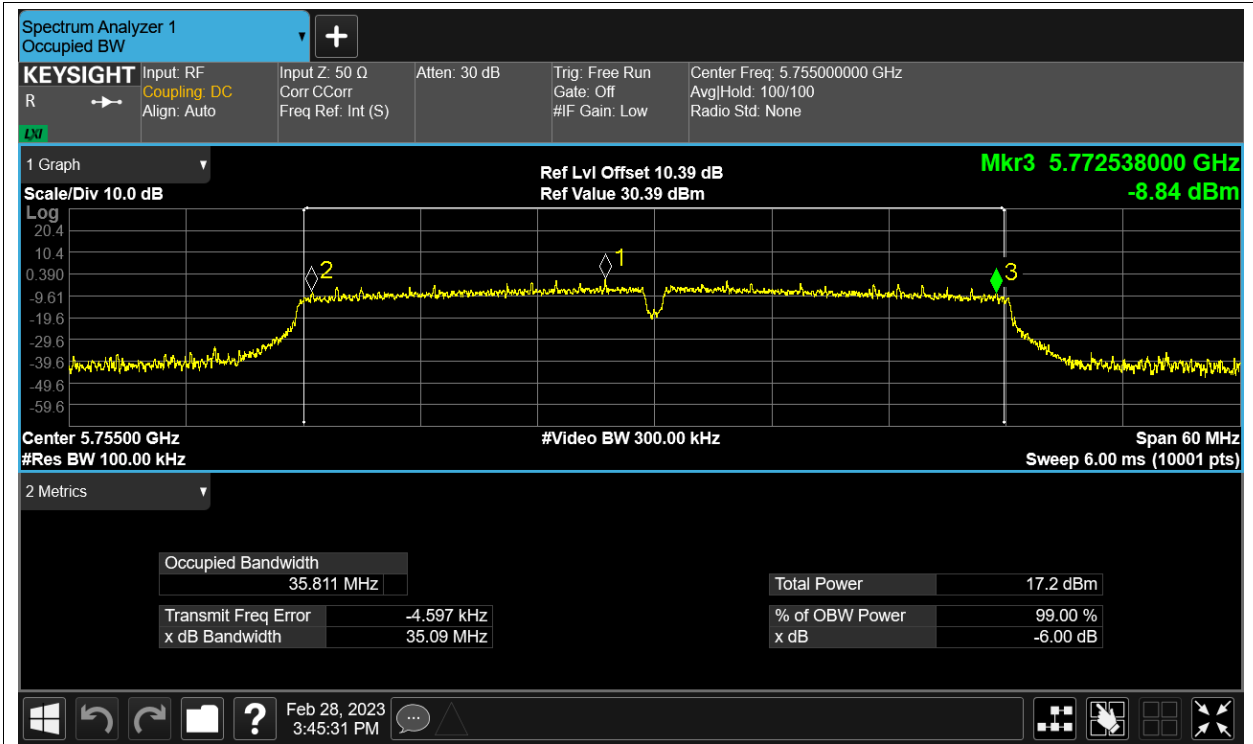 Spectrum Analyzer 1
Occupied BW
▼
+
KEYSIGHT
R
LXI
Input: RF
Coupling: DC
Align: Auto
Input Z: 50 Ω
Corr CCorr
Freq Ref: Int (S)
Atten: 30 dB
Trig: Free Run
Gate: Off
#IF Gain: Low
Center Freq: 5.755000000 GHz
Avg|Hold: 100/100
Radio Std: None
1 Graph ▼
Scale/Div 10.0 dB
Ref Lvl Offset 10.39 dB
Ref Value 30.39 dBm
Mkr3 5.772538000 GHz
-8.84 dBm
Log
20.4
10.4
0.390
-9.61
-19.6
-29.6
-39.6
-49.6
-59.6
2
1
3
Center 5.75500 GHz
#Res BW 100.00 kHz
#Video BW 300.00 kHz
Span 60 MHz
Sweep 6.00 ms (10001 pts)
2 Metrics ▼
Occupied Bandwidth
35.811 MHz
Transmit Freq Error -4.597 kHz
x dB Bandwidth 35.09 MHz
Total Power 17.2 dBm
% of OBW Power 99.00 %
x dB -6.00 dB
?
Feb 28, 2023
3:45:31 PM